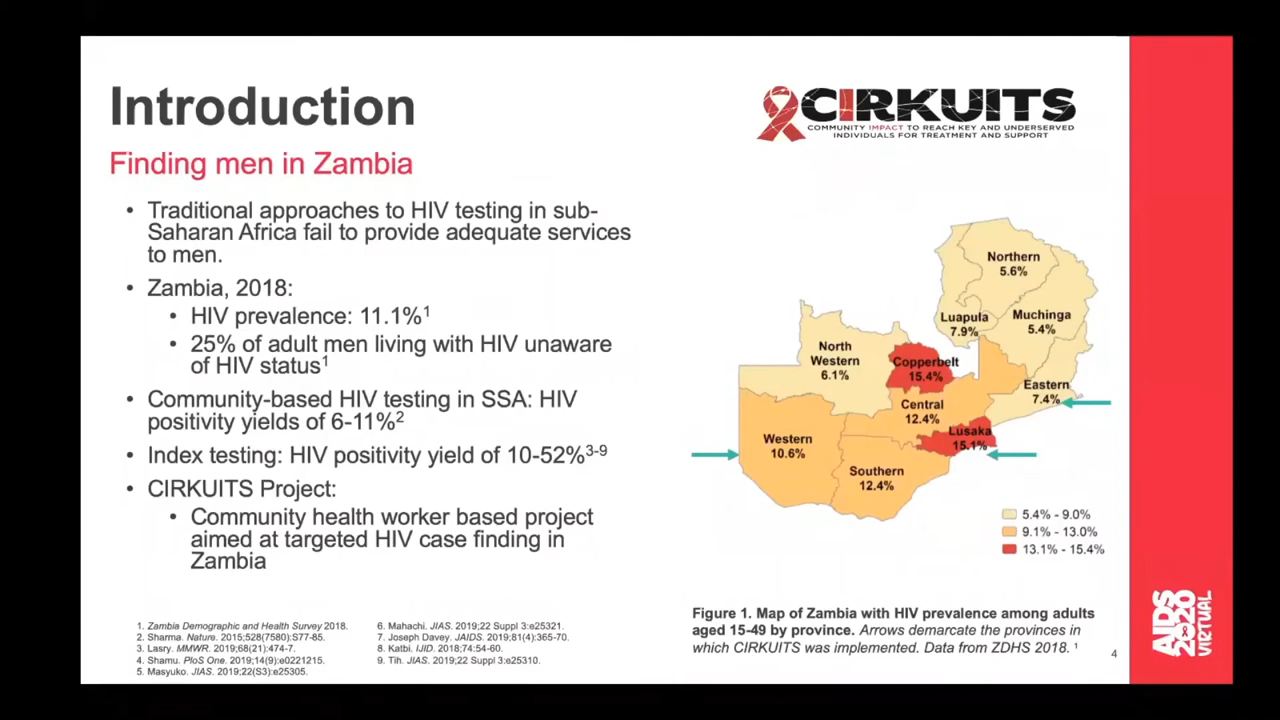 Introduction
Finding men in Zambia
CIRKUITS
COMMUNITY IMPACT TO REACH KEY AND UNDERSERVED
INDIVIDUALS FOR TREATMENT AND SUPPORT
• Traditional approaches to HIV testing in sub-
Saharan Africa fail to provide adequate services
to men.
• Zambia, 2018:
• HIV prevalence: 11.1%1
• 25% of adult men living with HIV unaware
of HIV status1
• Community-based HIV testing in SSA: HIV
positivity yields of 6-11%2
• Index testing: HIV positivity yield of 10-52%3-9
• CIRKUITS Project:
• Community health worker based project
aimed at targeted HIV case finding in
Zambia
Northern
5.6%
Luapula
7.9%
Muchinga
5.4%
North
Western
6.1%
Copperbelt
15.4%
Eastern
7.4%
Central
12.4%
Lusaka
15.1%
Western
10.6%
Southern
12.4%
5.4% - 9.0%
9.1% - 13.0%
13.1% - 15.4%
Figure 1. Map of Zambia with HIV prevalence among adults
aged 15-49 by province. Arrows demarcate the provinces in
which CIRKUITS was implemented. Data from ZDHS 2018. 1
1. Zambia Demographic and Health Survey 2018.
2. Sharma. Nature. 2015;528(7580):S77-85.
3. Lasry. MMWR. 2019;68(21):474-7.
4. Shamu. PloS One. 2019;14(9):e0221215.
5. Masyuko. JIAS. 2019;22(S3):e25305.
6. Mahachi. JIAS. 2019;22 Suppl 3:e25321.
7. Joseph Davey. JAIDS. 2019;81(4):365-70.
8. Katbi. IJID. 2018;74:54-60.
9. Tih. JIAS. 2019;22 Suppl 3:e25310.
4
AIDS
2020
VIRTUAL